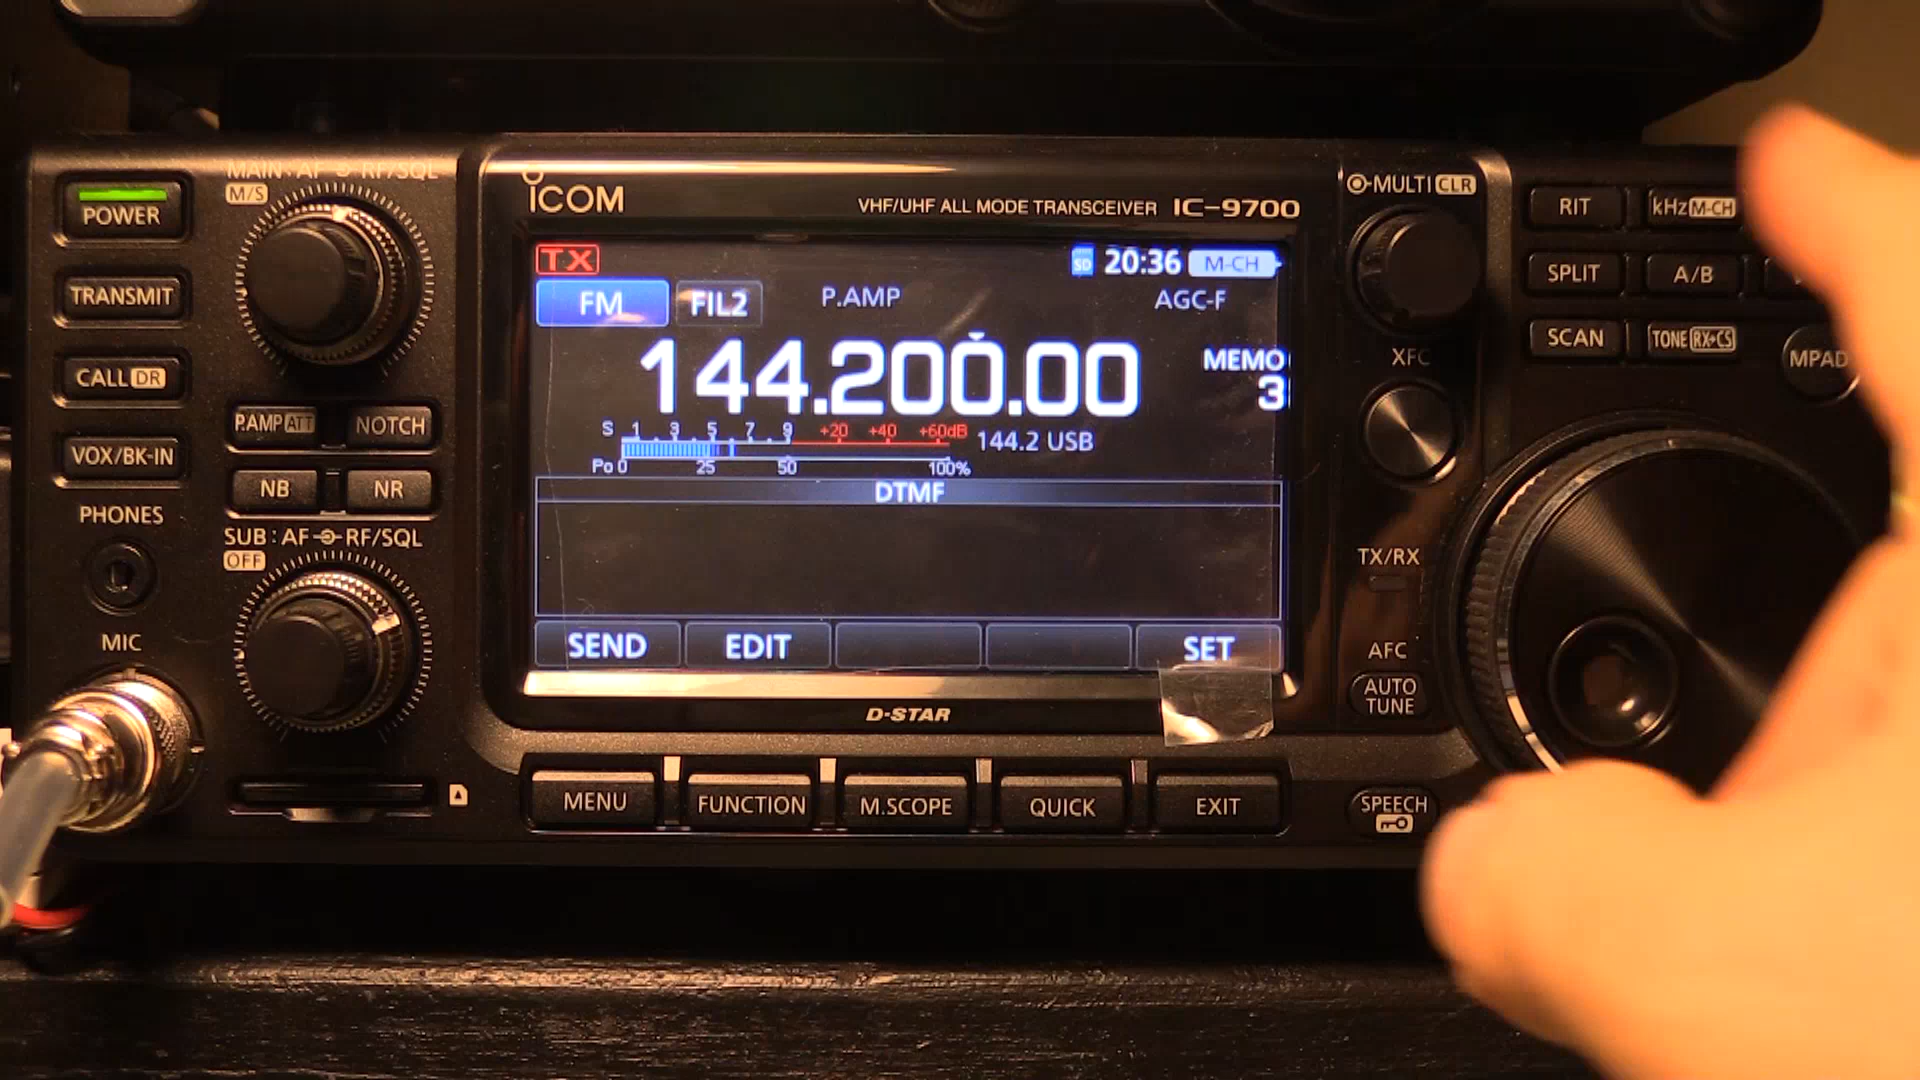 MAIN : AF RF/SQL
M/S
POWER
TRANSMIT
CALL DR
VOX/BK-IN
PHONES
MIC
P.AMP ATT
NOTCH
NB
NR
SUB : AF RF/SQL
OFF
ICOM
VHF/UHF ALL MODE TRANSCEIVER IC-9700
TX
SD 20:36 M-CH
FM FIL2 P.AMP AGC-F
144.200.00
MEMO
3
S 1 3 5 7 9 +20 +40 +60dB
144.2 USB
Po 0 25 50 100%
DTMF
SEND EDIT SET
D-STAR
MENU FUNCTION M.SCOPE QUICK EXIT
MULTI CLR
XFC
TX/RX
AFC
AUTO
TUNE
SPEECH
RIT kHz M-CH
SPLIT A/B
SCAN TONE RX→CS
MPAD